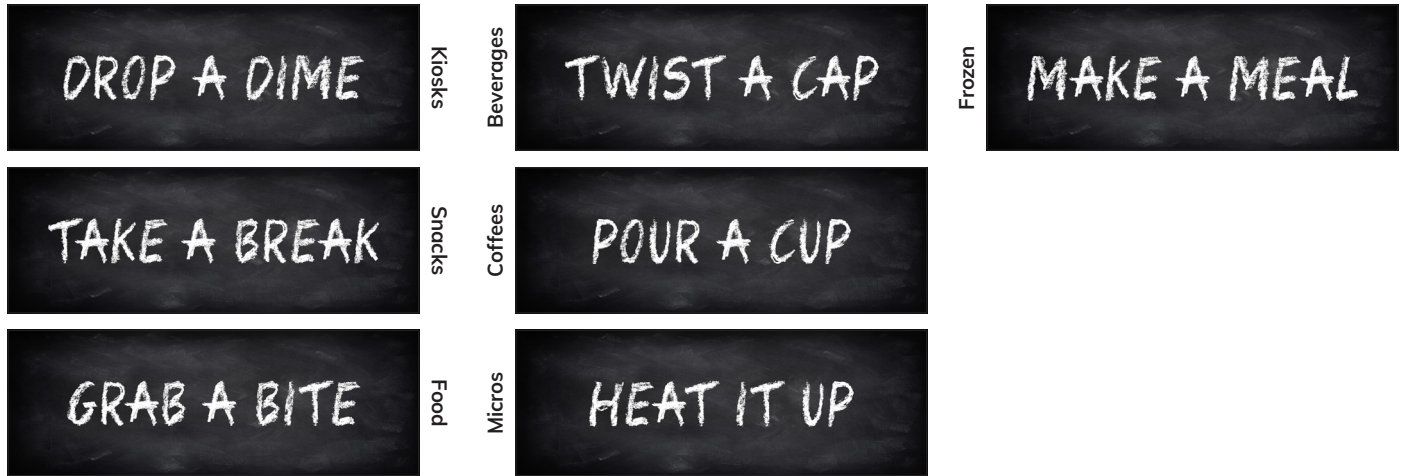 DROP A DIME
Kiosks
Beverages
TWIST A CAP
Frozen
MAKE A MEAL
TAKE A BREAK
Snacks
Coffees
POUR A CUP
GRAB A BITE
Food
Micros
HEAT IT UP